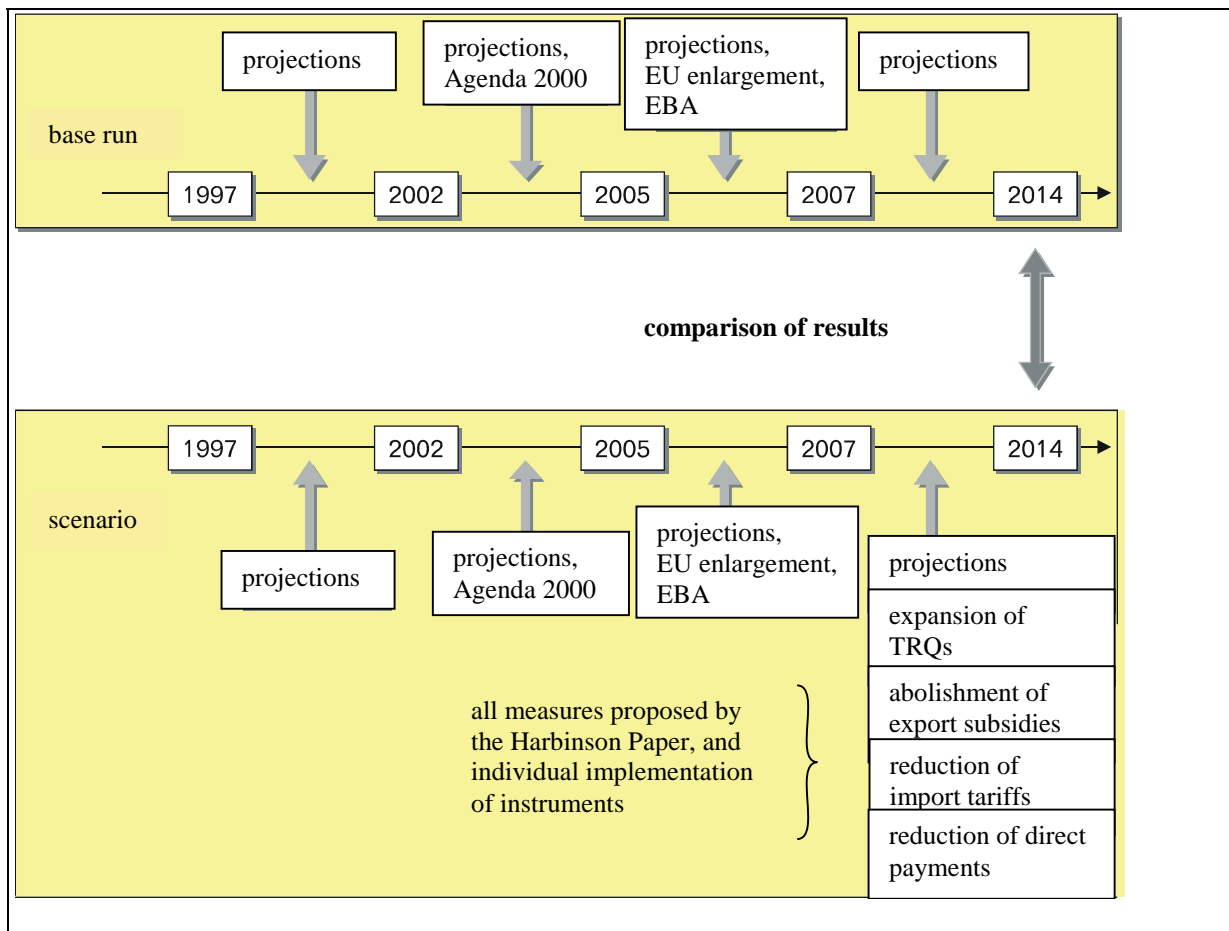 projections
projections,
Agenda 2000
projections,
EU enlargement,
EBA
projections
base run
1997
2002
2005
2007
2014
comparison of results
1997
2002
2005
2007
2014
scenario
projections
projections,
Agenda 2000
projections,
EU enlargement,
EBA
projections
expansion of
TRQs
abolishment of
export subsidies
reduction of
import tariffs
reduction of direct
payments
all measures proposed by
the Harbinson Paper, and
individual implementation
of instruments